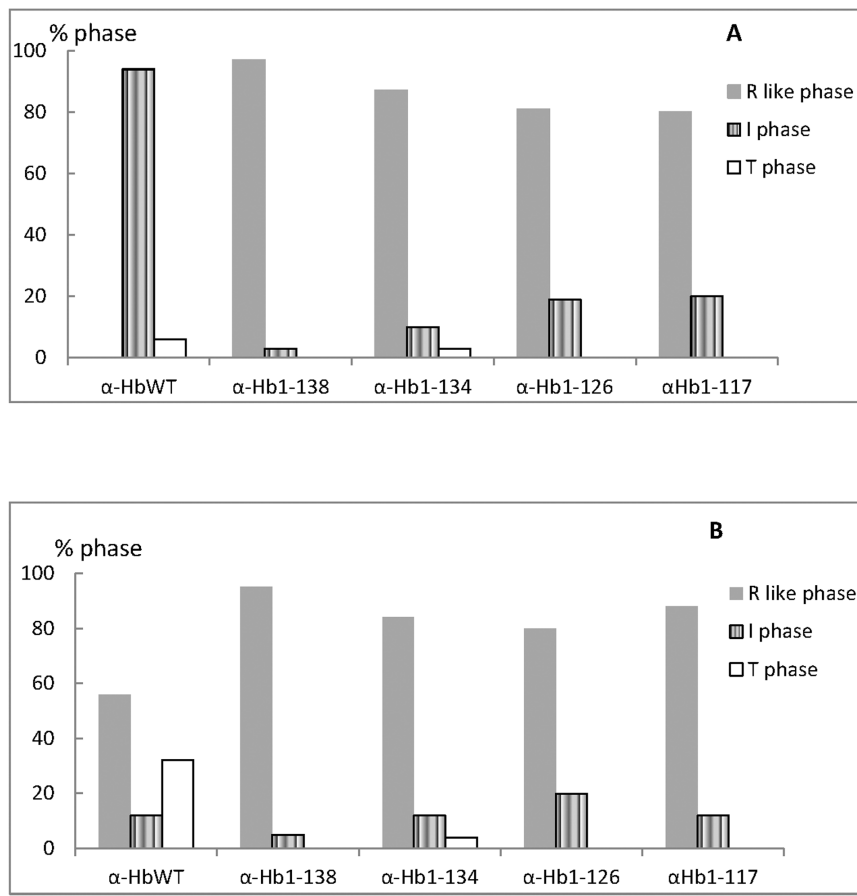 % phase
A
100
80
60
40
20
0
R like phase
I phase
T phase
α-HbWT α-Hb1-138 α-Hb1-134 α-Hb1-126 αHb1-117
B
% phase
100
80
60
40
20
0
R like phase
I phase
T phase
α-HbWT α-Hb1-138 α-Hb1-134 α-Hb1-126 αHb1-117